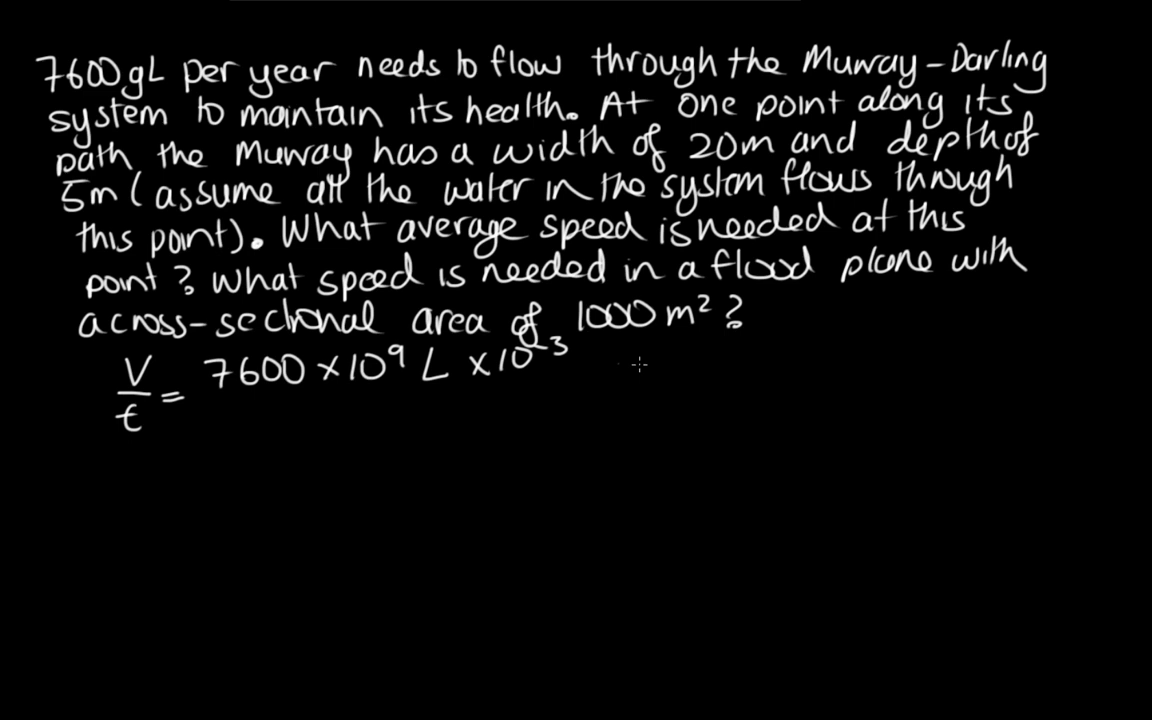 7600gL per year needs to flow through the Murray-Darling
system to maintain its health. At one point along its
path the Murray has a width of 20m and depth of
5m (assume all the water in the system flows through
this point). What average speed is needed at this
point? What speed is needed in a flood plane with
a cross-sectional area of 1000 m²?
V/t = 7600 × 10⁹ L × 10⁻³